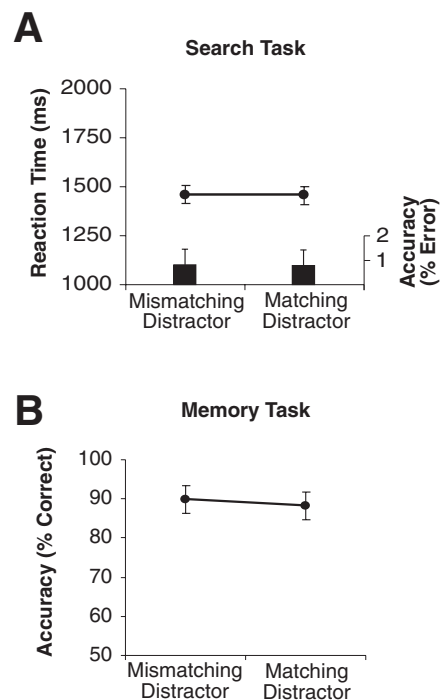 A
Search Task
Reaction Time (ms)
2000
1750
1500
1250
1000
2
1
Accuracy
(% Error)
Mismatching
Distractor
Matching
Distractor
B
Memory Task
Accuracy (% Correct)
100
90
80
70
60
50
Mismatching
Distractor
Matching
Distractor